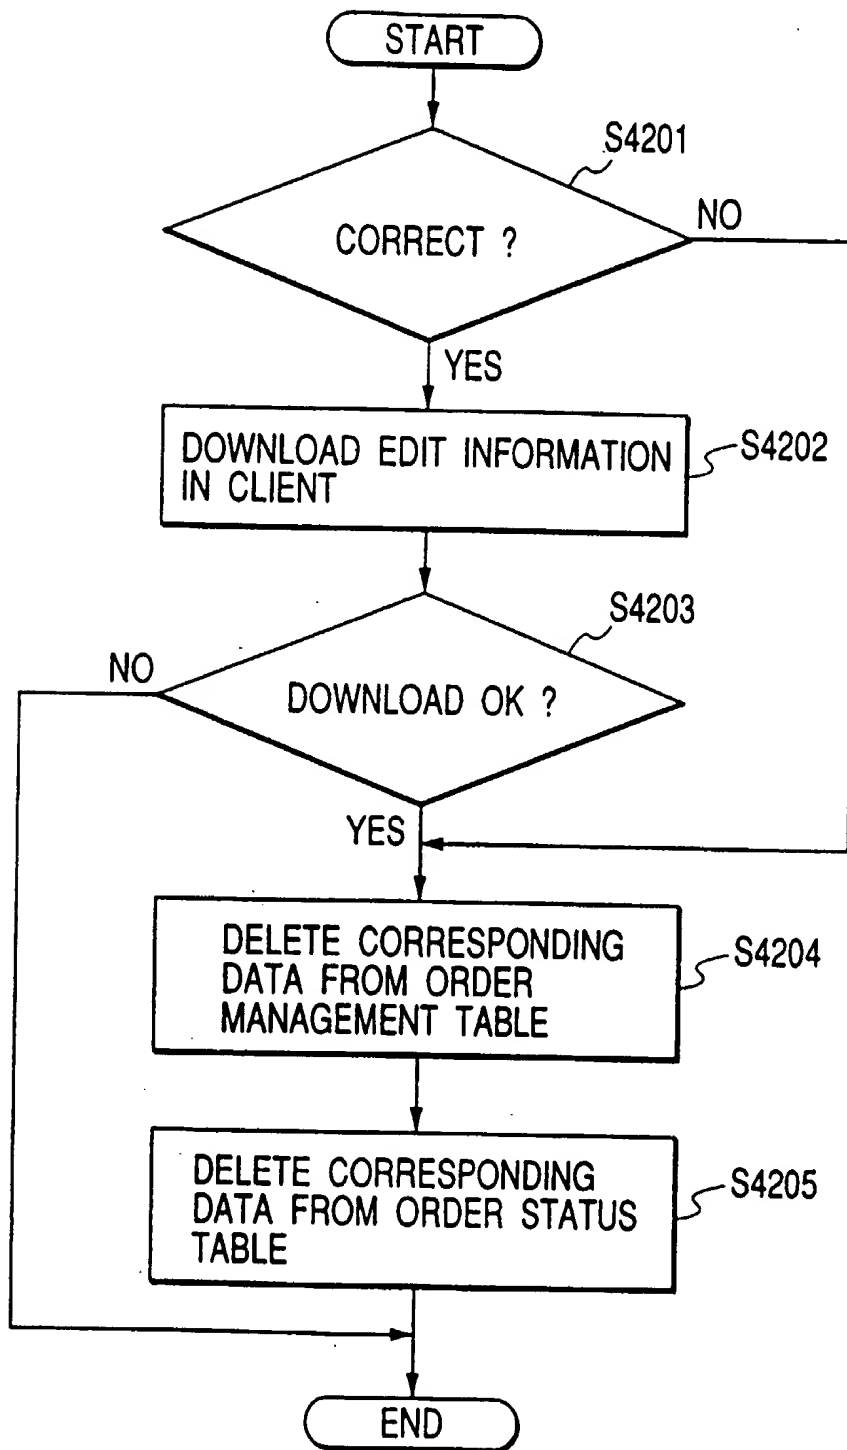 START
S4201
CORRECT ?
NO
YES
DOWNLOAD EDIT INFORMATION
IN CLIENT
S4202
S4203
NO
DOWNLOAD OK ?
YES
DELETE CORRESPONDING
DATA FROM ORDER
MANAGEMENT TABLE
S4204
DELETE CORRESPONDING
DATA FROM ORDER STATUS
TABLE
S4205
END